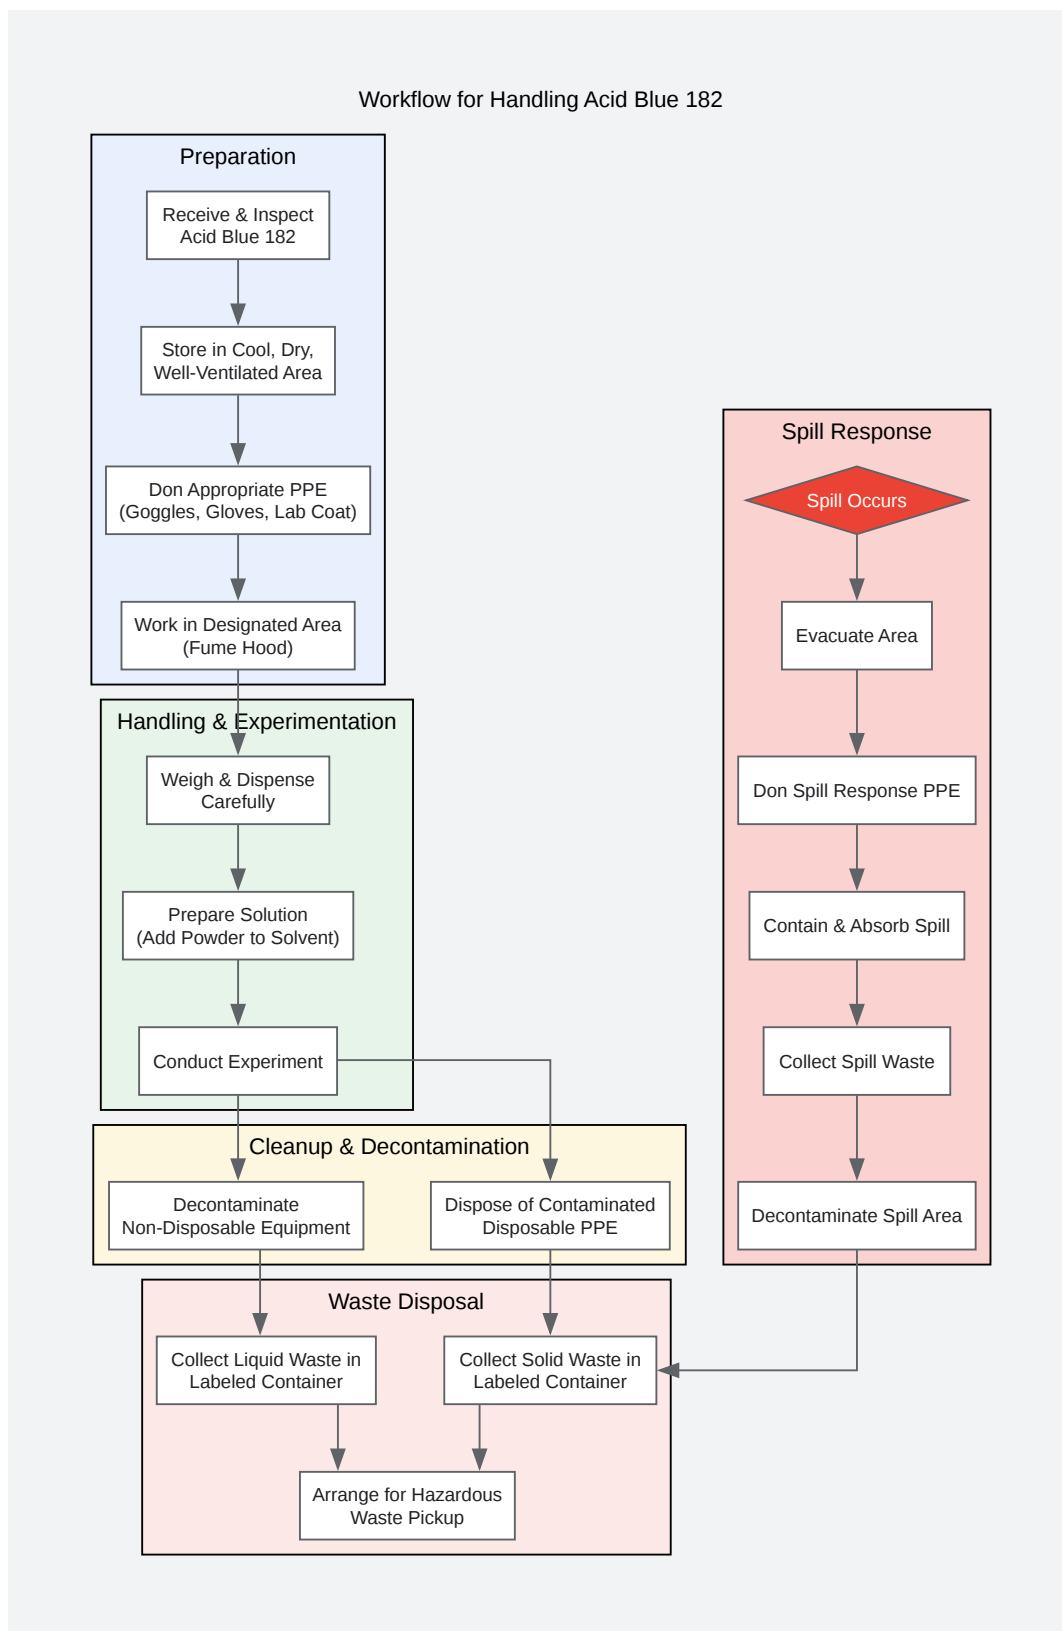 Workflow for Handling Acid Blue 182
Preparation
Receive & Inspect
Acid Blue 182
Store in Cool, Dry,
Well-Ventilated Area
Don Appropriate PPE
(Goggles, Gloves, Lab Coat)
Work in Designated Area
(Fume Hood)
Handling & Experimentation
Weigh & Dispense
Carefully
Prepare Solution
(Add Powder to Solvent)
Conduct Experiment
Cleanup & Decontamination
Decontaminate
Non-Disposable Equipment
Dispose of Contaminated
Disposable PPE
Waste Disposal
Collect Liquid Waste in
Labeled Container
Collect Solid Waste in
Labeled Container
Arrange for Hazardous
Waste Pickup
Spill Response
Spill Occurs
Evacuate Area
Don Spill Response PPE
Contain & Absorb Spill
Collect Spill Waste
Decontaminate Spill Area